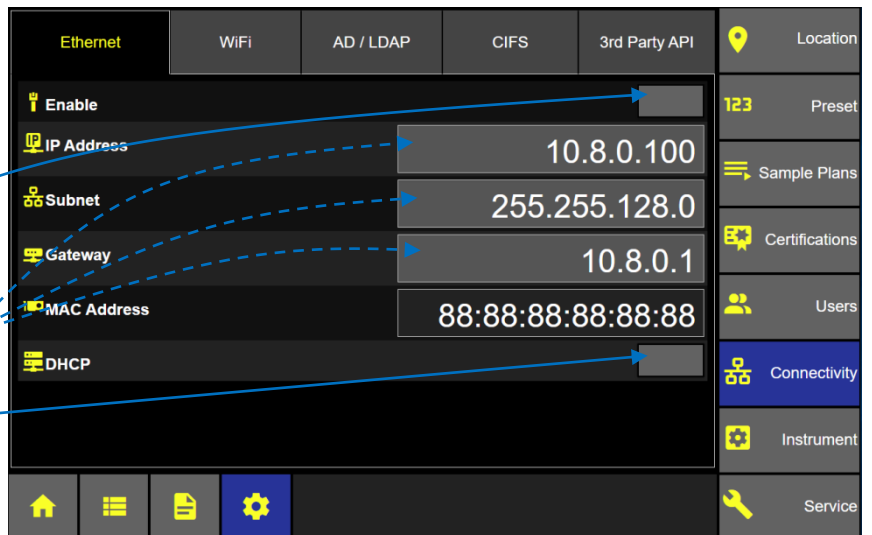 Ethernet WiFi AD / LDAP CIFS 3rd Party API
Enable
IP Address 10.8.0.100
Subnet 255.255.128.0
Gateway 10.8.0.1
MAC Address 88:88:88:88:88:88
DHCP
Location
123 Preset
Sample Plans
Certifications
Users
Connectivity
Instrument
Service